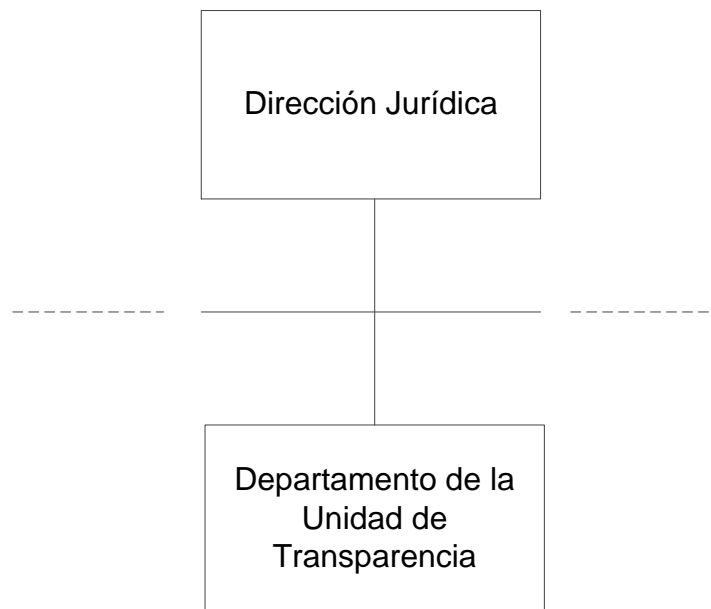 Dirección Jurídica
Departamento de la
Unidad de
Transparencia